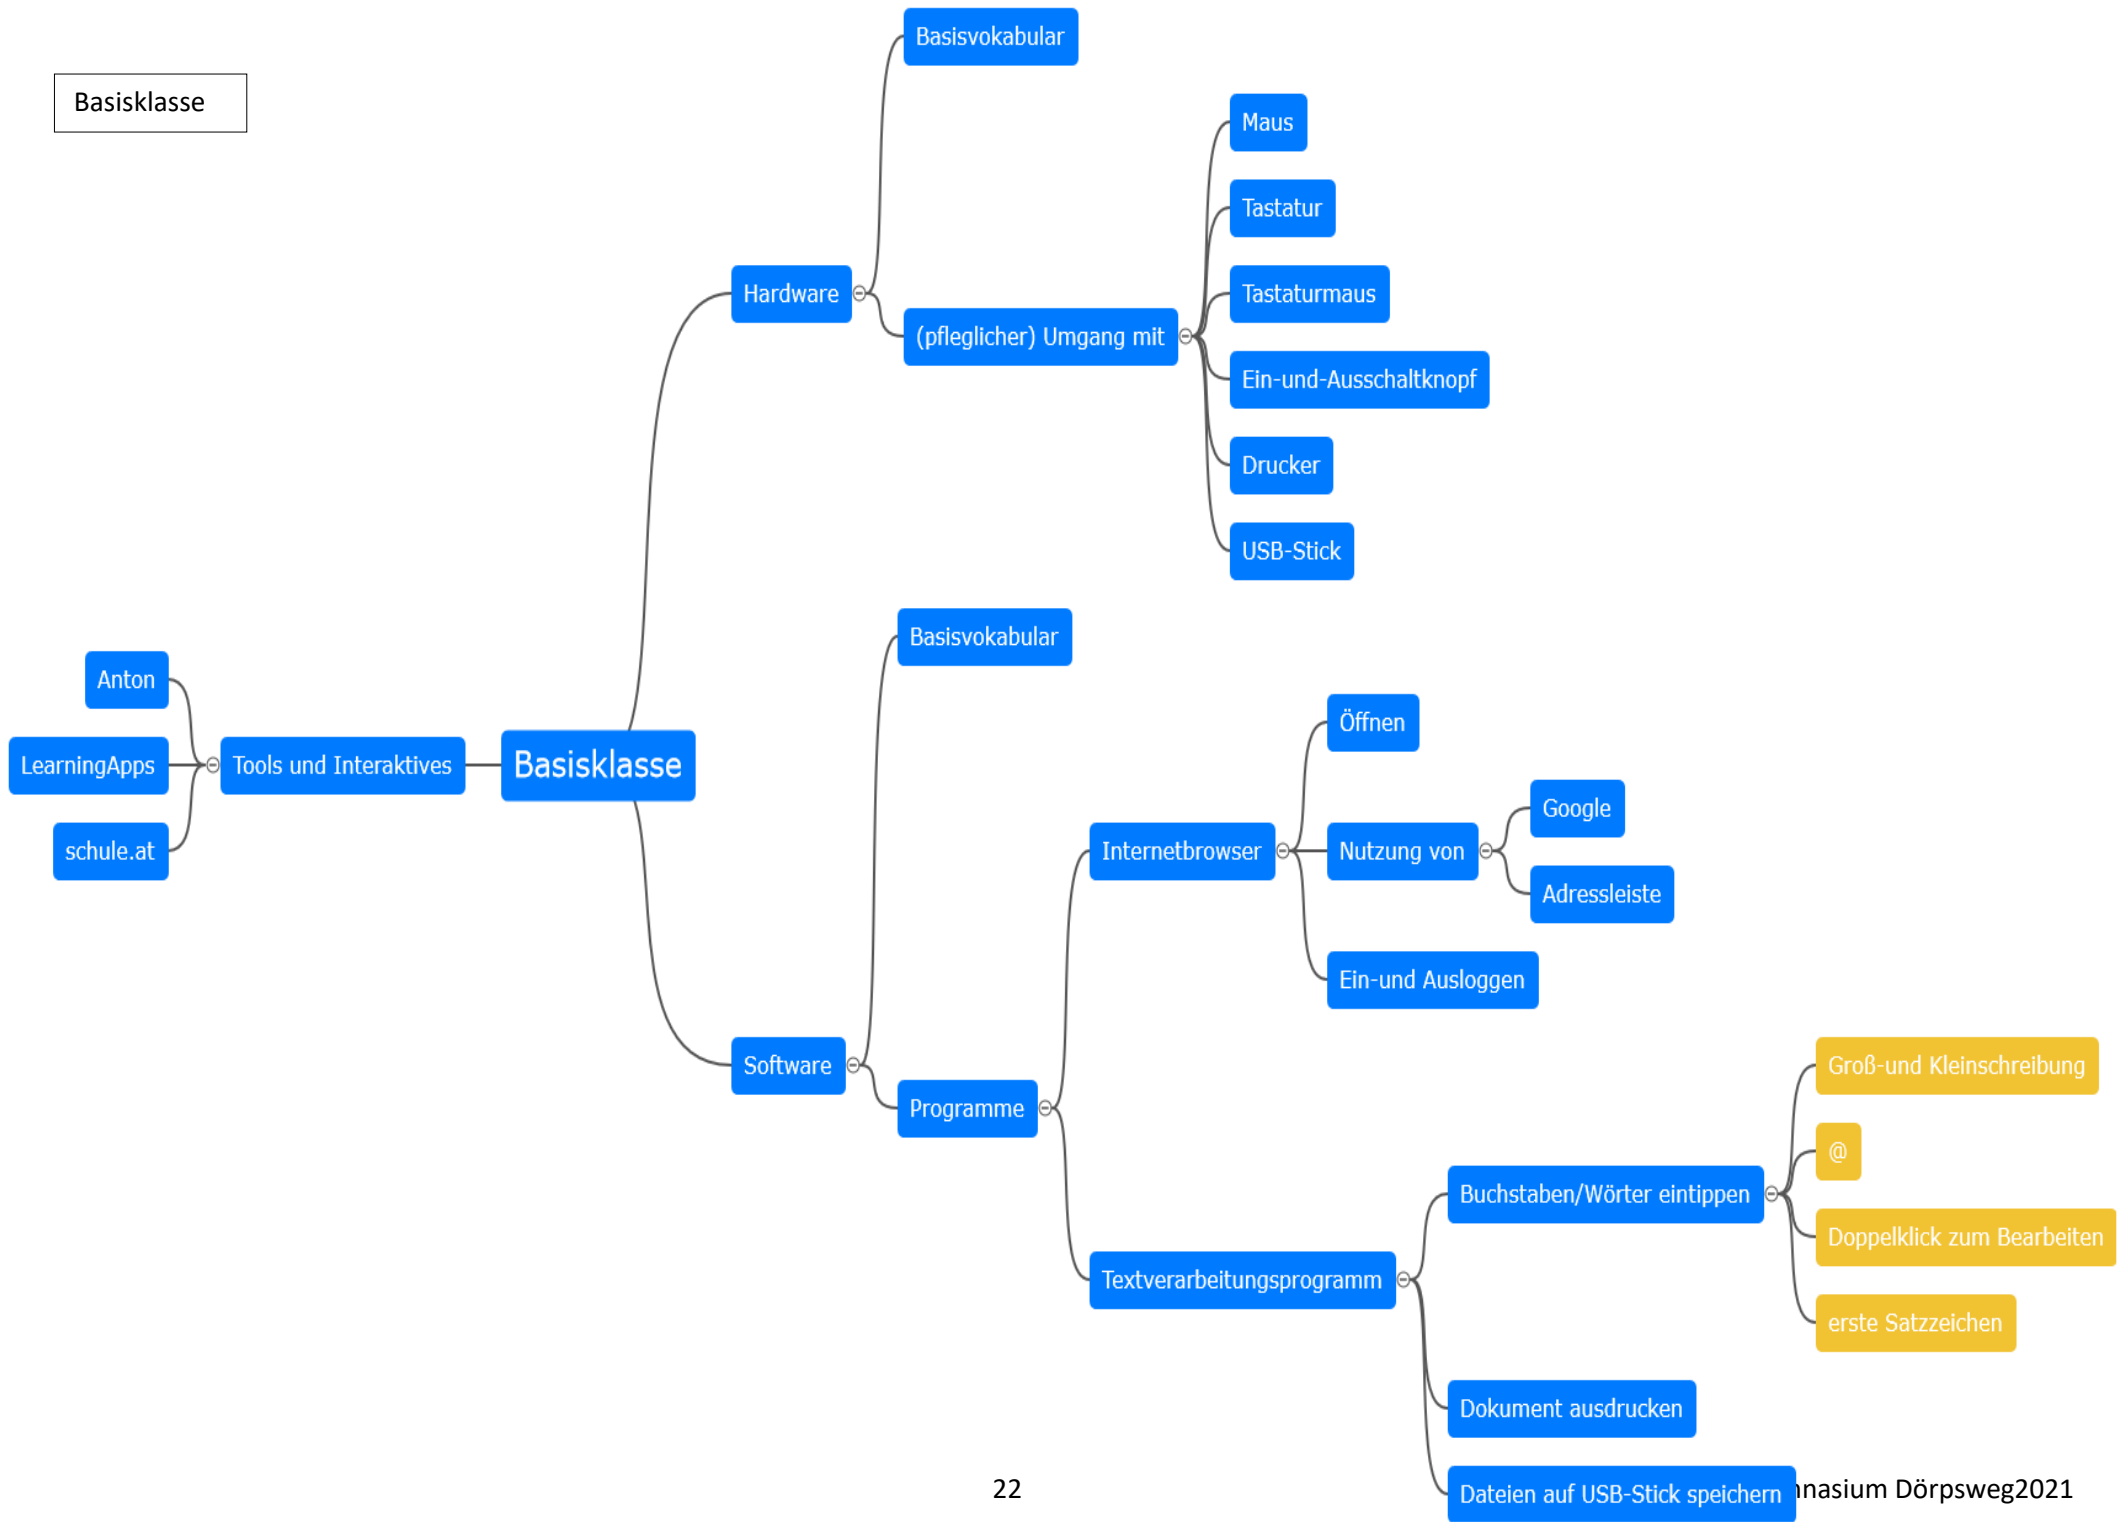 Basisklasse
Basisvokabular
Maus
Tastatur
Hardware
Tastaturmaus
(pfleglicher) Umgang mit
Ein-und-Ausschaltknopf
Drucker
USB-Stick
Basisvokabular
Anton
LearningApps
schule.at
Tools und Interaktives
Basisklasse
Öffnen
Internetbrowser
Nutzung von
Google
Adressleiste
Ein-und Ausloggen
Software
Programme
Groß-und Kleinschreibung
@
Buchstaben/Wörter eintippen
Doppelklick zum Bearbeiten
Textverarbeitungsprogramm
erste Satzzeichen
Dokument ausdrucken
Dateien auf USB-Stick speichern
22
Dörpsweg2021